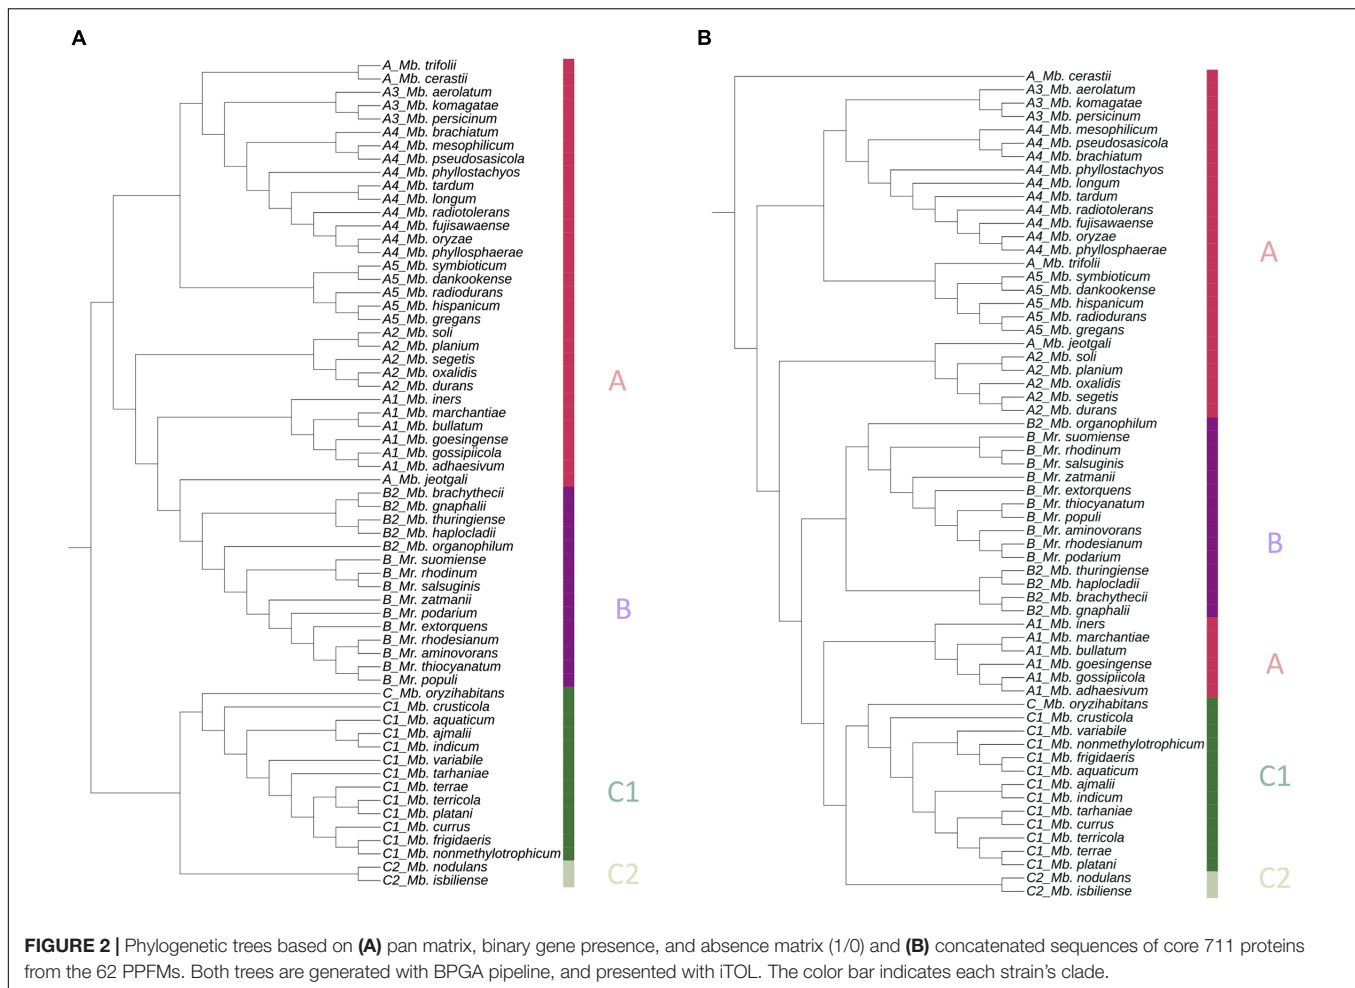 A
A_Mb. trifolii
A_Mb. cerastii
A3_Mb. aerolatum
A3_Mb. komagatae
A3_Mb. persicinum
A4_Mb. brachiatum
A4_Mb. mesophilicum
A4_Mb. pseudosasicola
A4_Mb. phyllostachyos
A4_Mb. tardum
A4_Mb. longum
A4_Mb. radiotolerans
A4_Mb. fujisawaense
A4_Mb. oryzae
A4_Mb. phyllosphaerae
A5_Mb. symbioticum
A5_Mb. dankookense
A5_Mb. radiodurans
A5_Mb. hispanicum
A5_Mb. gregans
A2_Mb. soli
A2_Mb. planium
A2_Mb. segetis
A2_Mb. oxalidis
A2_Mb. durans
A1_Mb. iners
A1_Mb. marchantiae
A1_Mb. bullatum
A1_Mb. goesingense
A1_Mb. gossipiicola
A1_Mb. adhaesivum
A_Mb. jeotgali
B2_Mb. brachythecii
B2_Mb. gnaphalii
B2_Mb. thuringiense
B2_Mb. haplocladii
B2_Mb. organophilum
B_Mr. suomiense
B_Mr. rhodinum
B_Mr. salsuginis
B_Mr. zatmanii
B_Mr. podarium
B_Mr. extorquens
B_Mr. rhodesianum
B_Mr. aminovorans
B_Mr. thiocyanatum
B_Mr. populi
C_Mb. oryzihabitans
C1_Mb. crusticola
C1_Mb. aquaticum
C1_Mb. ajmalii
C1_Mb. indicum
C1_Mb. variabile
C1_Mb. tarhaniae
C1_Mb. terrae
C1_Mb. terricola
C1_Mb. platani
C1_Mb. currus
C1_Mb. frigidaeris
C1_Mb. nonmethylotrophicum
C2_Mb. nodulans
C2_Mb. isbiliense
A
B
C1
C2
B
A_Mb. cerastii
A3_Mb. aerolatum
A3_Mb. komagatae
A3_Mb. persicinum
A4_Mb. mesophilicum
A4_Mb. pseudosasicola
A4_Mb. brachiatum
A4_Mb. phyllostachyos
A4_Mb. longum
A4_Mb. tardum
A4_Mb. radiotolerans
A4_Mb. fujisawaense
A4_Mb. oryzae
A4_Mb. phyllosphaerae
A_Mb. trifolii
A5_Mb. symbioticum
A5_Mb. dankookense
A5_Mb. hispanicum
A5_Mb. radiodurans
A5_Mb. gregans
A_Mb. jeotgali
A2_Mb. soli
A2_Mb. planium
A2_Mb. oxalidis
A2_Mb. segetis
A2_Mb. durans
B2_Mb. organophilum
B_Mr. suomiense
B_Mr. rhodinum
B_Mr. salsuginis
B_Mr. zatmanii
B_Mr. extorquens
B_Mr. thiocyanatum
B_Mr. populi
B_Mr. aminovorans
B_Mr. rhodesianum
B_Mr. podarium
B2_Mb. thuringiense
B2_Mb. haplocladii
B2_Mb. brachythecii
B2_Mb. gnaphalii
A1_Mb. iners
A1_Mb. marchantiae
A1_Mb. bullatum
A1_Mb. goesingense
A1_Mb. gossipiicola
A1_Mb. adhaesivum
C_Mb. oryzihabitans
C1_Mb. crusticola
C1_Mb. variabile
C1_Mb. nonmethylotrophicum
C1_Mb. frigidaeris
C1_Mb. aquaticum
C1_Mb. ajmalii
C1_Mb. indicum
C1_Mb. tarhaniae
C1_Mb. currus
C1_Mb. terricola
C1_Mb. terrae
C1_Mb. platani
C2_Mb. nodulans
C2_Mb. isbiliense
A
B
A
C1
C2
FIGURE 2 | Phylogenetic trees based on (A) pan matrix, binary gene presence, and absence matrix (1/0) and (B) concatenated sequences of core 711 proteins
from the 62 PPFMs. Both trees are generated with BPGA pipeline, and presented with iTOL. The color bar indicates each strain's clade.